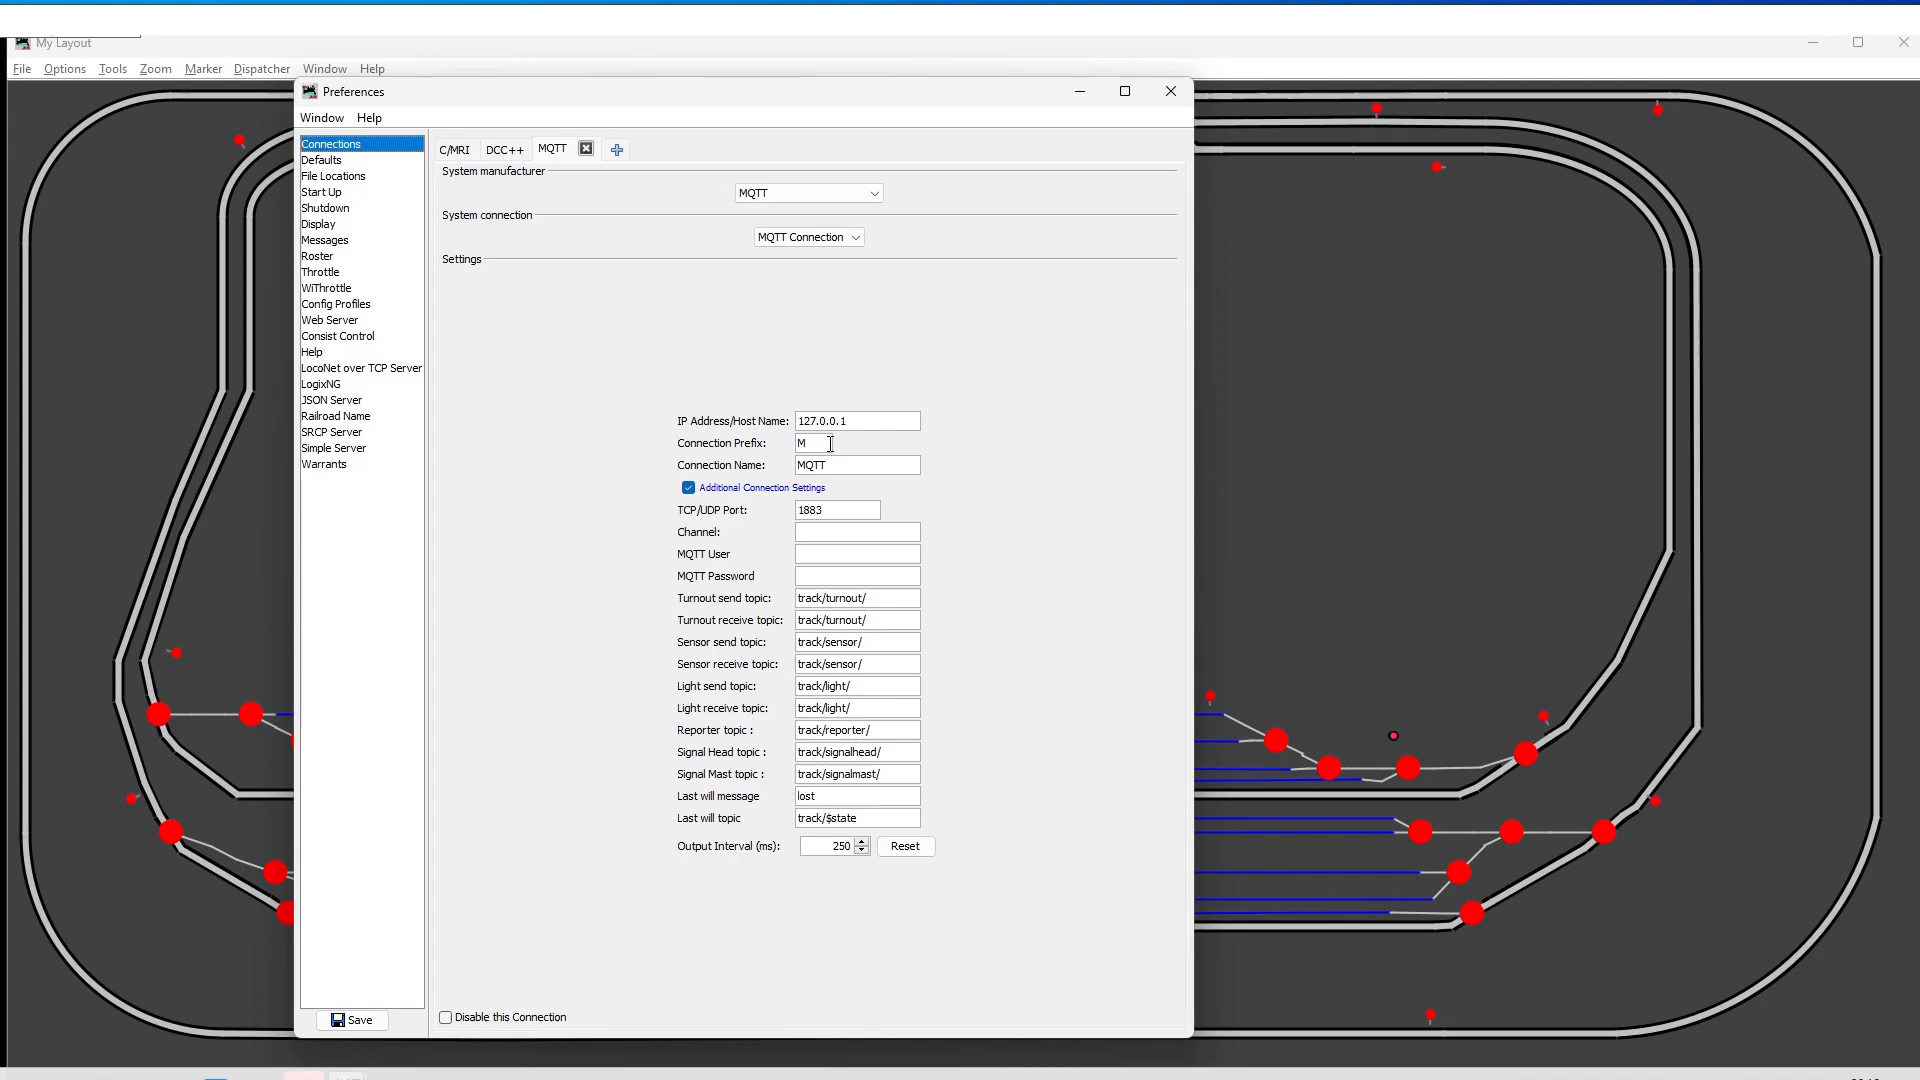 My Layout
File Options Tools Zoom Marker Dispatcher Window Help
Preferences
Window Help
Connections
Defaults
File Locations
Start Up
Shutdown
Display
Messages
Roster
Throttle
WiThrottle
Config Profiles
Web Server
Consist Control
Help
LocoNet over TCP Server
LogixNG
JSON Server
Railroad Name
SRCP Server
Simple Server
Warrants
Save
C/MRI DCC++ MQTT
System manufacturer
MQTT
System connection
MQTT Connection
Settings
IP Address/Host Name: 127.0.0.1
Connection Prefix: M
Connection Name: MQTT
Additional Connection Settings
TCP/UDP Port: 1883
Channel:
MQTT User
MQTT Password
Turnout send topic: track/turnout/
Turnout receive topic: track/turnout/
Sensor send topic: track/sensor/
Sensor receive topic: track/sensor/
Light send topic: track/light/
Light receive topic: track/light/
Reporter topic : track/reporter/
Signal Head topic : track/signalhead/
Signal Mast topic : track/signalmast/
Last will message lost
Last will topic track/$state
Output Interval (ms): 250 Reset
Disable this Connection